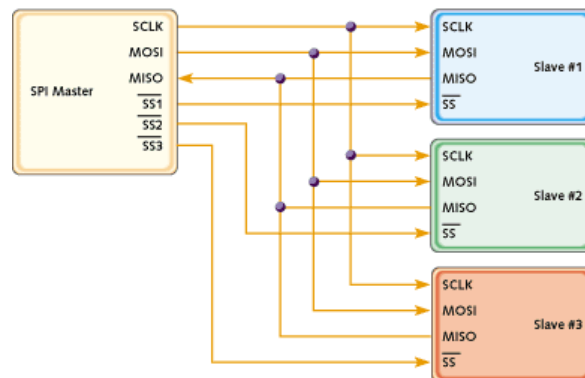 SPI Master
SCLK
MOSI
MISO
SS1
SS2
SS3
SCLK
MOSI
MISO
SS
Slave #1
SCLK
MOSI
MISO
SS
Slave #2
SCLK
MOSI
MISO
SS
Slave #3